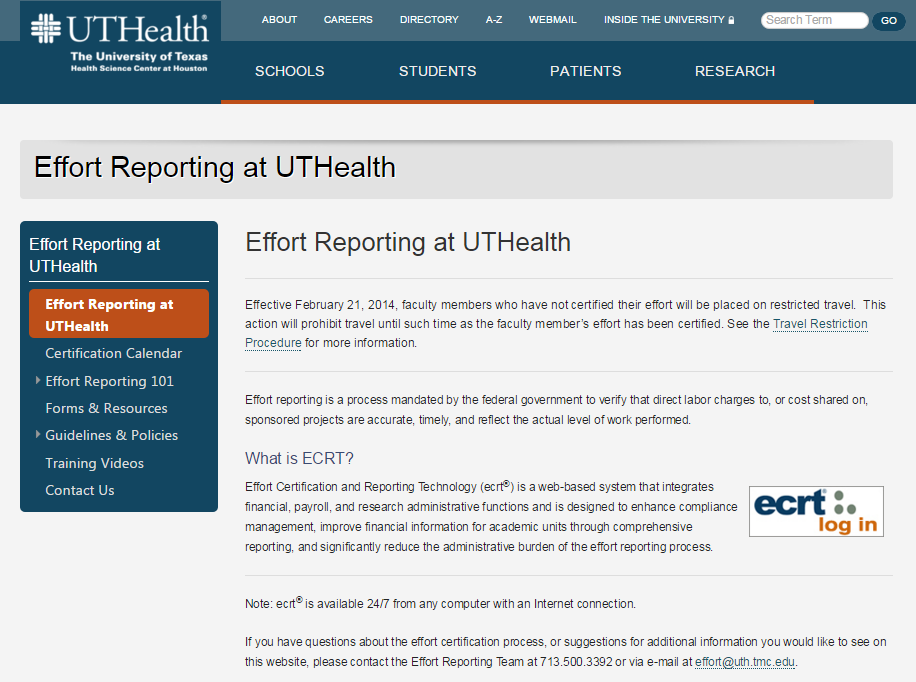 UTHealth®
The University of Texas
Health Science Center at Houston
ABOUT CAREERS DIRECTORY A-Z WEBMAIL INSIDE THE UNIVERSITY
Search Term GO
SCHOOLS STUDENTS PATIENTS RESEARCH
Effort Reporting at UTHealth
Effort Reporting at
UTHealth
Effort Reporting at
UTHealth
Certification Calendar
Effort Reporting 101
Forms & Resources
Guidelines & Policies
Training Videos
Contact Us
Effort Reporting at UTHealth
Effective February 21, 2014, faculty members who have not certified their effort will be placed on restricted travel. This
action will prohibit travel until such time as the faculty member's effort has been certified. See the Travel Restriction
Procedure for more information.
Effort reporting is a process mandated by the federal government to verify that direct labor charges to, or cost shared on,
sponsored projects are accurate, timely, and reflect the actual level of work performed.
What is ECRT?
Effort Certification and Reporting Technology (ecrt®) is a web-based system that integrates
financial, payroll, and research administrative functions and is designed to enhance compliance
management, improve financial information for academic units through comprehensive
reporting, and significantly reduce the administrative burden of the effort reporting process.
ecrt
log in
Note: ecrt® is available 24/7 from any computer with an Internet connection.
If you have questions about the effort certification process, or suggestions for additional information you would like to see on
this website, please contact the Effort Reporting Team at 713.500.3392 or via e-mail at effort@uth.tmc.edu.